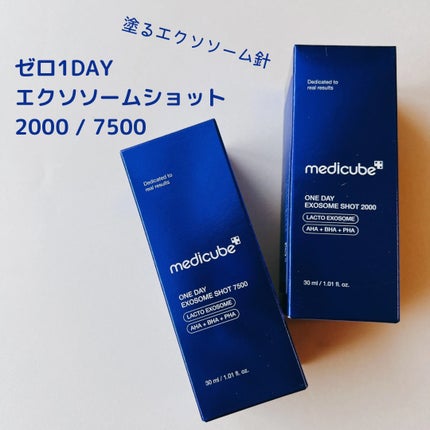 塗るエクソソーム針
ゼロ1DAY
エクソソームショット
2000 / 7500
Dedicated to
real results
medicube
ONE DAY
EXOSOME SHOT 7500
LACTO EXOSOME
AHA + BHA + PHA
30 ml / 1.01 fl. oz.
Dedicated to
real results
medicube
ONE DAY
EXOSOME SHOT 2000
LACTO EXOSOME
AHA + BHA + PHA
30 ml / 1.01 fl. oz.